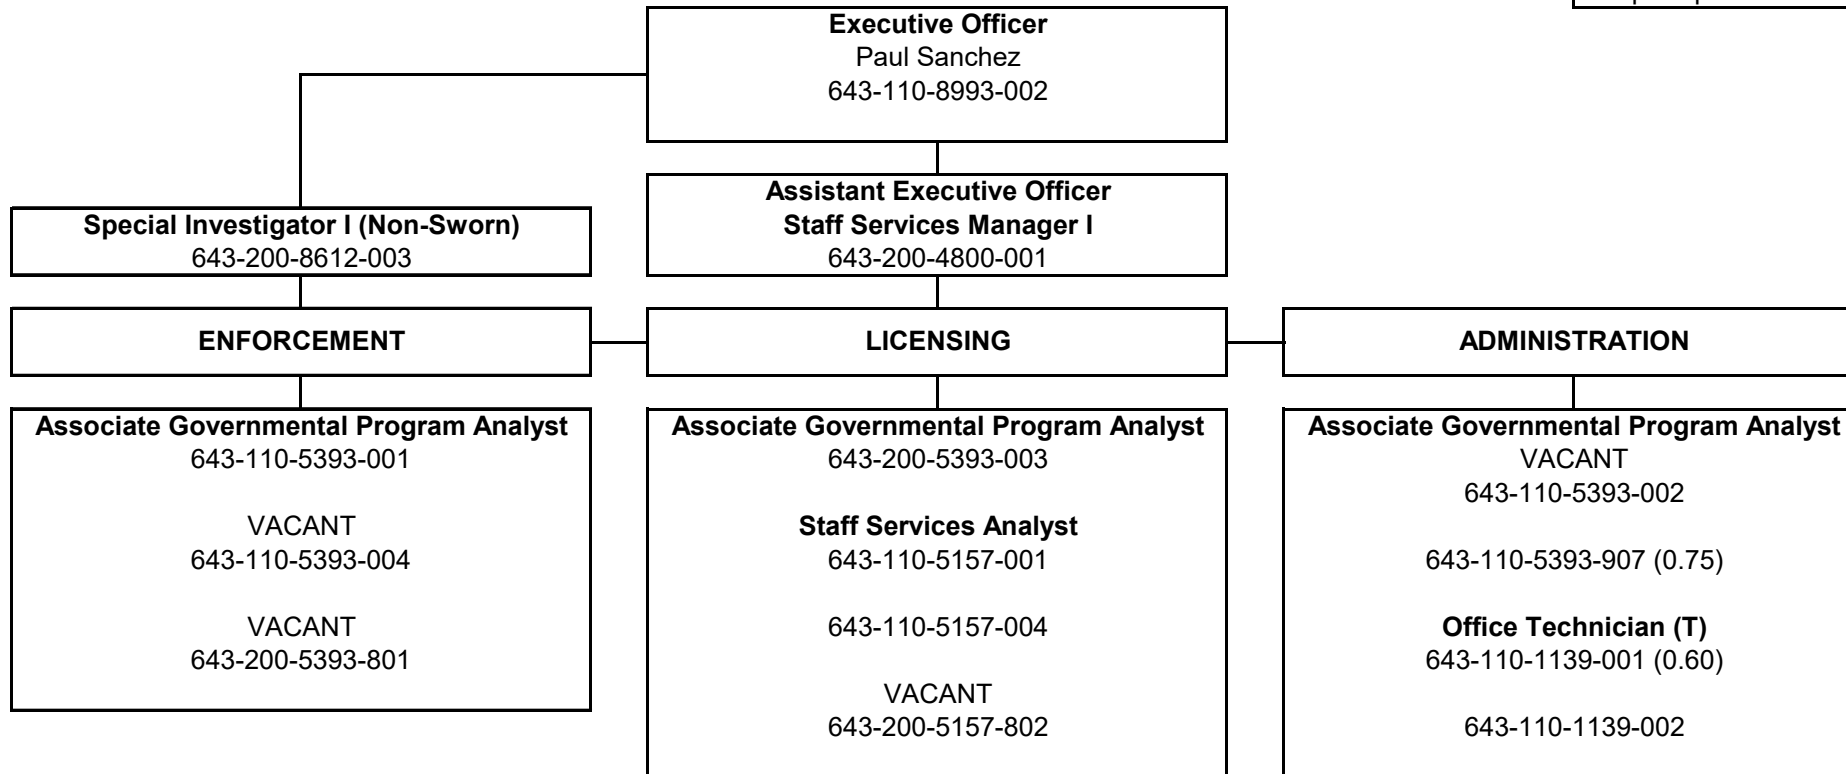 Executive Officer
Paul Sanchez
643-110-8993-002
Assistant Executive Officer
Staff Services Manager I
643-200-4800-001
Special Investigator I (Non-Sworn)
643-200-8612-003
ENFORCEMENT
LICENSING
ADMINISTRATION
Associate Governmental Program Analyst
643-110-5393-001
VACANT
643-110-5393-004
VACANT
643-200-5393-801
Associate Governmental Program Analyst
643-200-5393-003
Staff Services Analyst
643-110-5157-001
643-110-5157-004
VACANT
643-200-5157-802
Associate Governmental Program Analyst
VACANT
643-110-5393-002
643-110-5393-907 (0.75)
Office Technician (T)
643-110-1139-001 (0.60)
643-110-1139-002